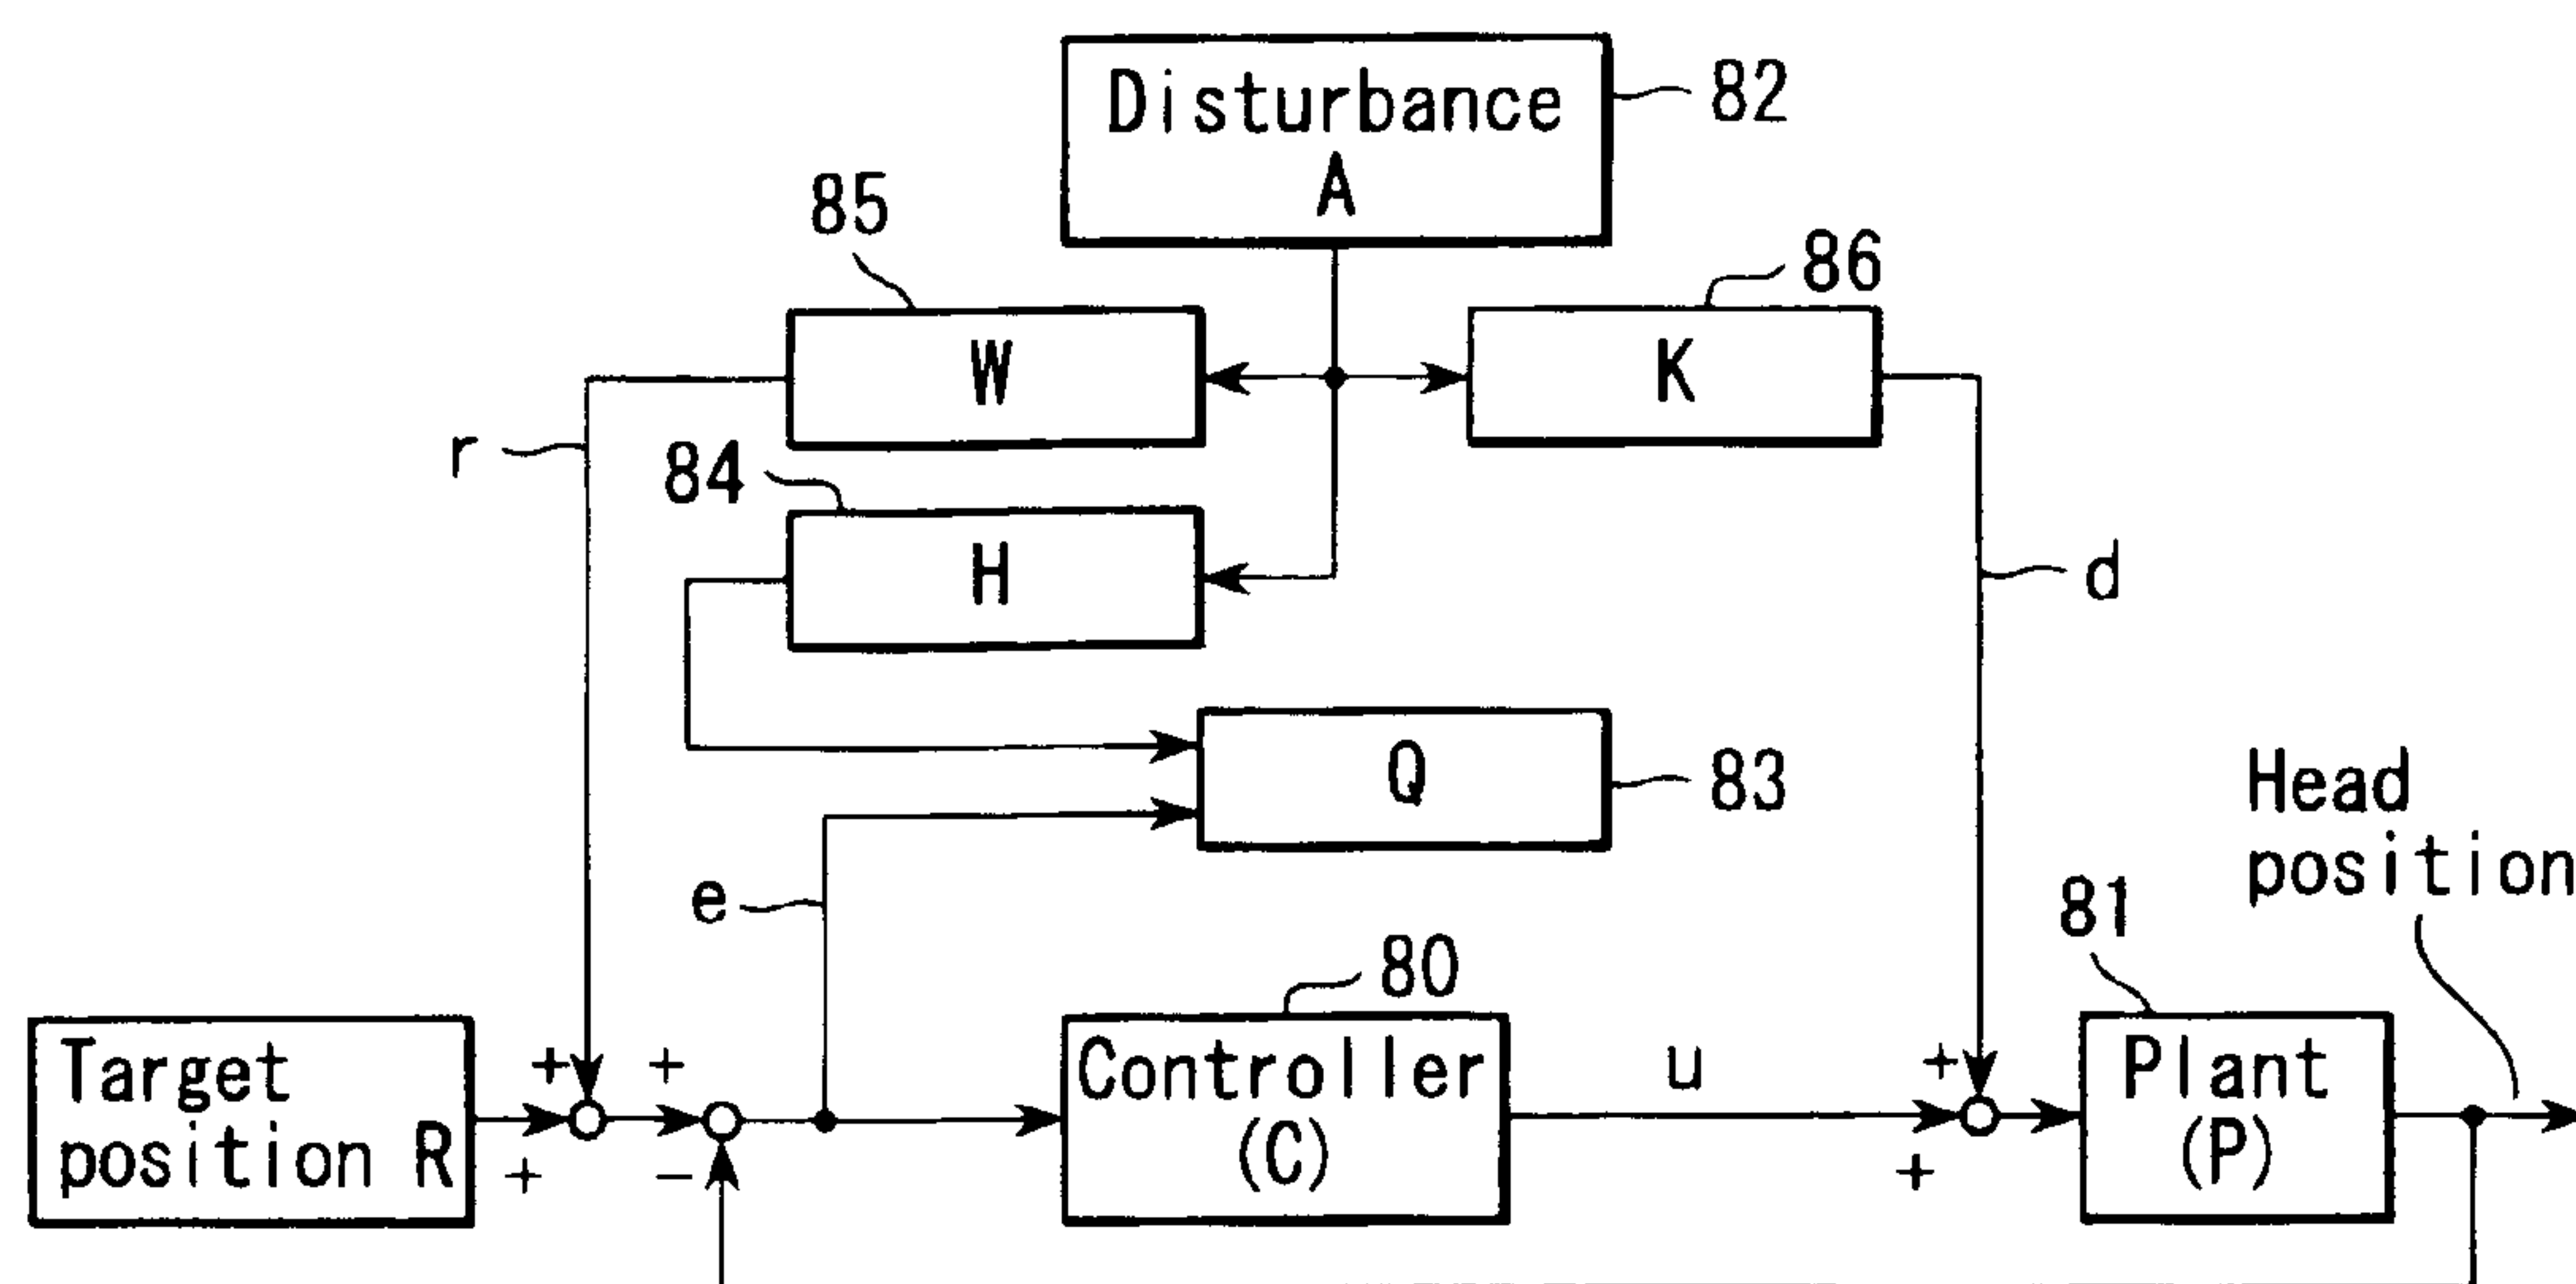 Disturbance
A
82
85
86
W
K
r
84
H
d
Q
83
Head
position
e
81
80
Target
position R
+
+
+
-
Controller
(C)
u
+
+
Plant
(P)